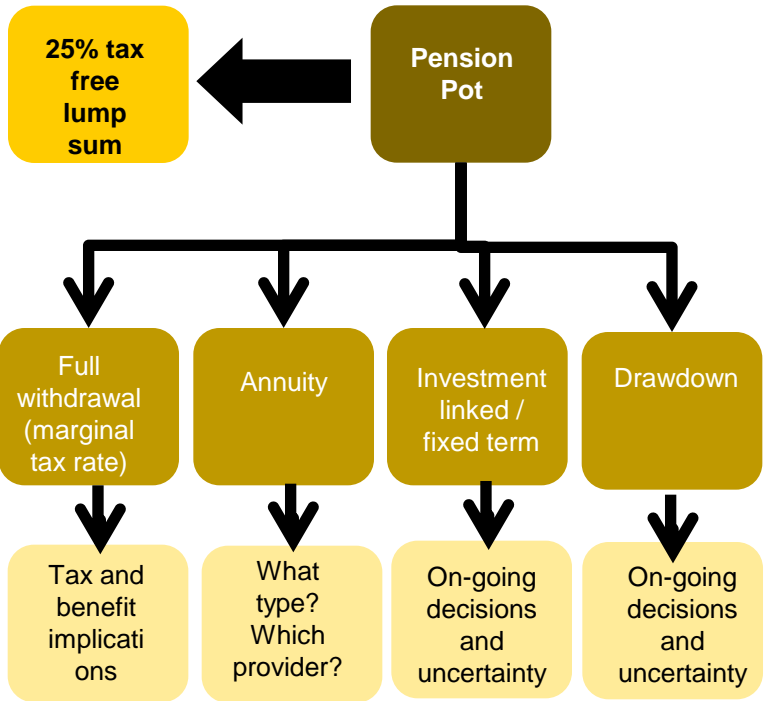 25% tax
free
lump
sum
Pension
Pot
Full
withdrawal
(marginal
tax rate)
Annuity
Investment
linked /
fixed term
Drawdown
Tax and
benefit
implicati
ons
What
type?
Which
provider?
On-going
decisions
and
uncertainty
On-going
decisions
and
uncertainty